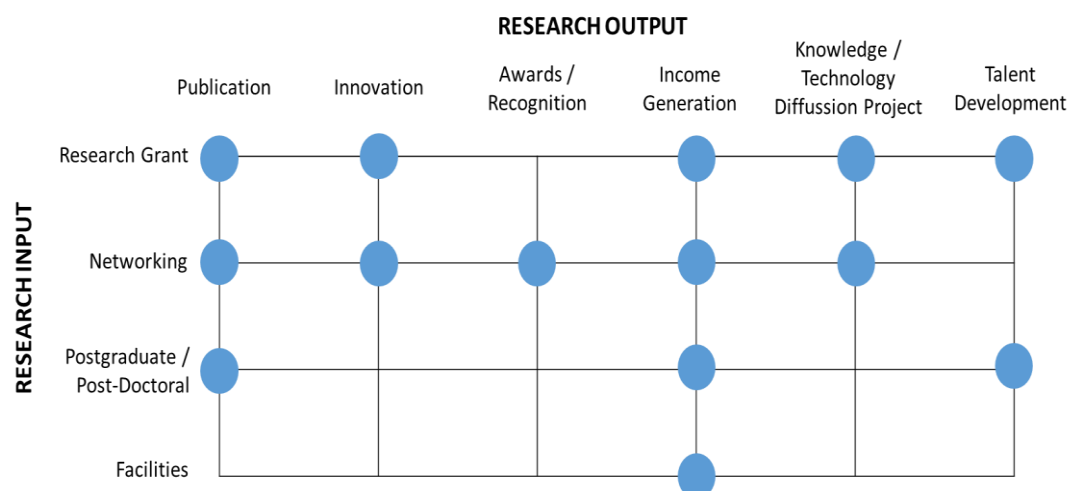 RESEARCH OUTPUT
Publication
Innovation
Awards /
Recognition
Income
Generation
Knowledge /
Technology
Diffussion Project
Talent
Development
RESEARCH INPUT
Research Grant
Networking
Postgraduate /
Post-Doctoral
Facilities